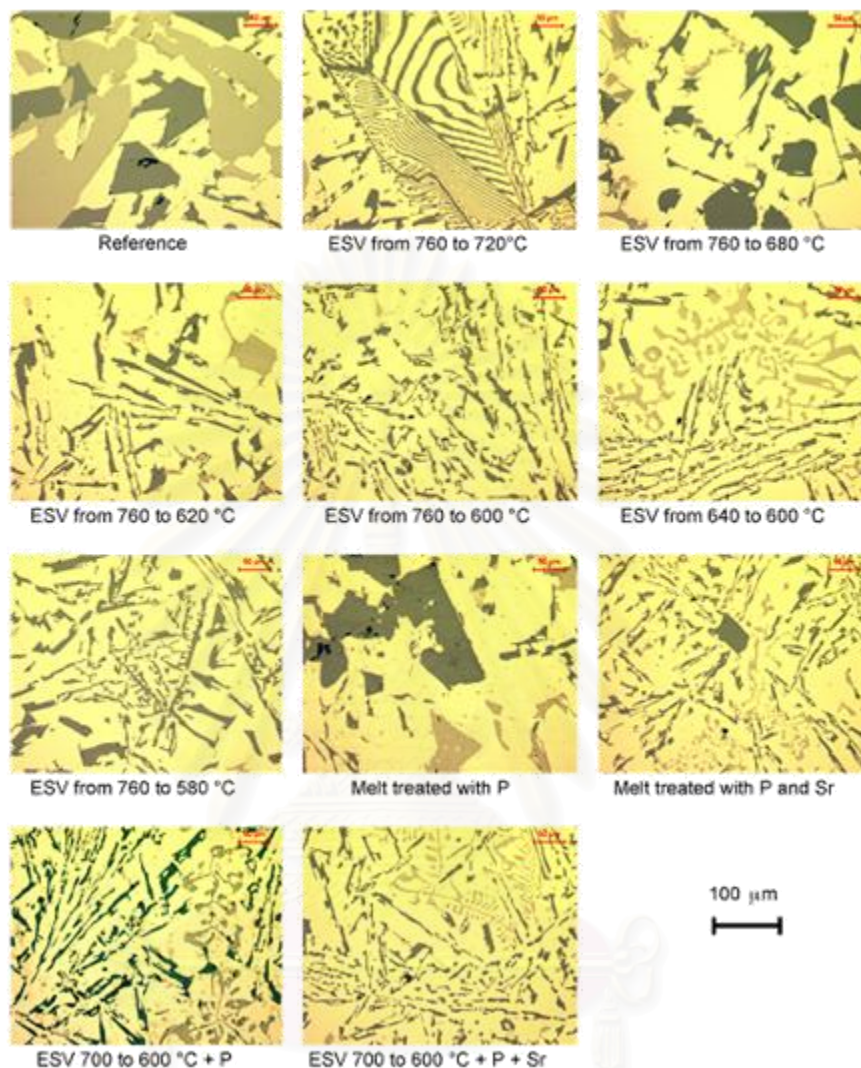 Reference
ESV from 760 to 720°C
ESV from 760 to 680 °C
ESV from 760 to 620 °C
ESV from 760 to 600 °C
ESV from 640 to 600 °C
ESV from 760 to 580 °C
Melt treated with P
Melt treated with P and Sr
100 µm
ESV 700 to 600 °C + P
ESV 700 to 600 °C + P + Sr